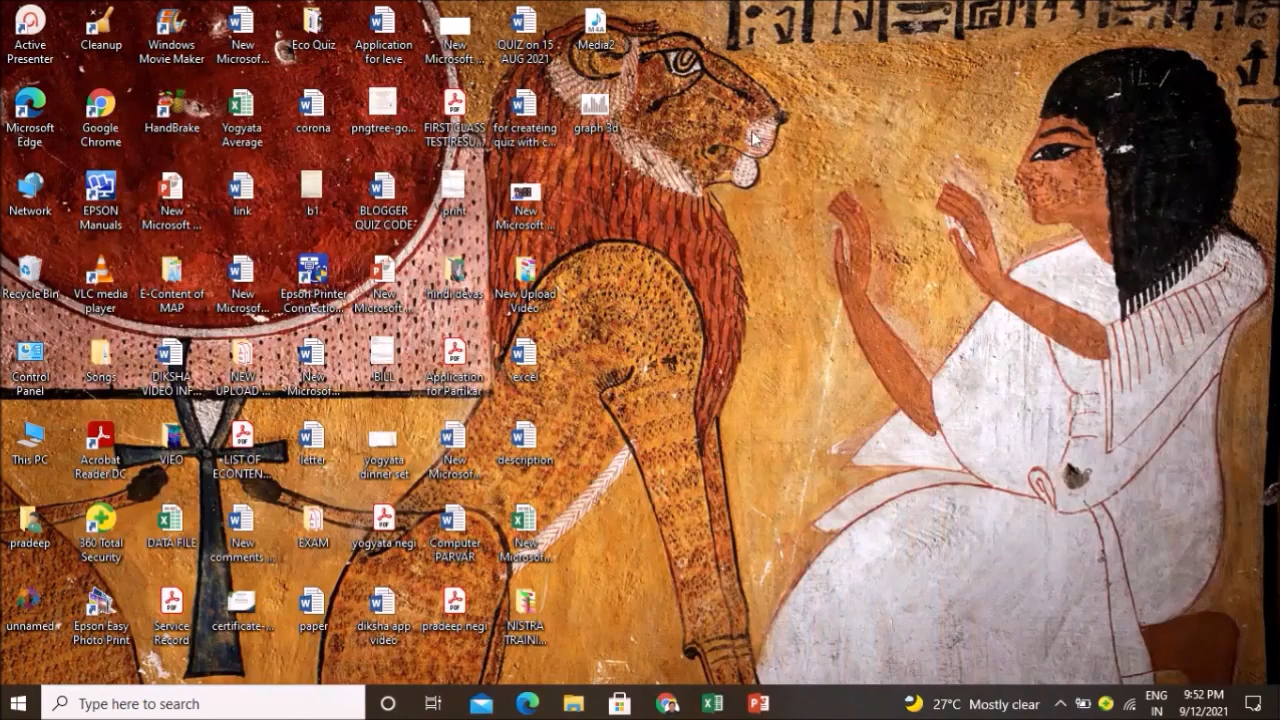 Active
Presenter
Cleanup
Windows
Movie Maker
New
Microsof...
Eco Quiz
Application
for leve
New
Microsoft ...
QUIZ on 15
AUG 2021
Media2
M4A
Microsoft
Edge
Google
Chrome
HandBrake
Yogyata
Average
corona
pngtree-go...
FIRST CLASS
TEST RESU...
for createing
quiz with c...
graph 3d
Network
EPSON
Manuals
New
Microsoft ...
link
b1
BLOGGER
QUIZ CODE
print
New
Microsoft ...
Recycle Bin
VLC media
player
E-Content of
MAP
New
Microsof...
Epson Printer
Connectio...
New
Microsoft...
hindi devas
New Upload
Video
Control
Panel
Songs
DIKSHA
VIDEO INF...
NEW
UPLOAD ...
New
Microsof...
BILL
Application
for Partikar
excel
This PC
Acrobat
Reader DC
VIEO
LIST OF
ECONTEN...
letter
yogyata
dinner set
New
Microsof...
description
pradeep
360 Total
Security
DATA FILE
New
comments ...
EXAM
yogyata negi
Computer
PARVAR
New
Microsof...
unnamed
Epson Easy
Photo Print
Service
Record
certificate-...
paper
diksha app
video
pradeep negi
NISTRA
TRAINI...
Type here to search
27°C Mostly clear
ENG
IN
9:52 PM
9/12/2021